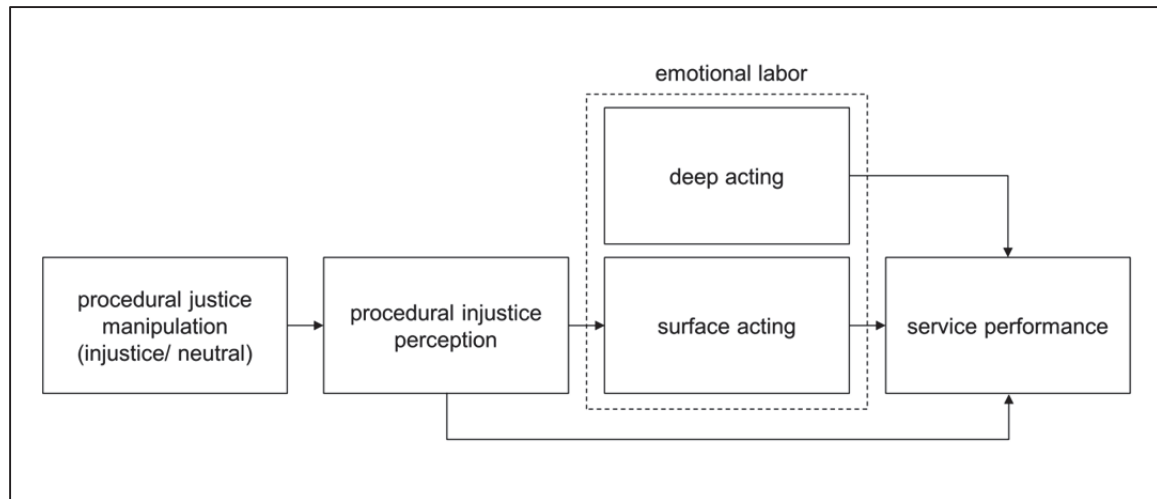 emotional labor
deep acting
procedural justice
manipulation
(injustice/ neutral)
procedural injustice
perception
surface acting
service performance